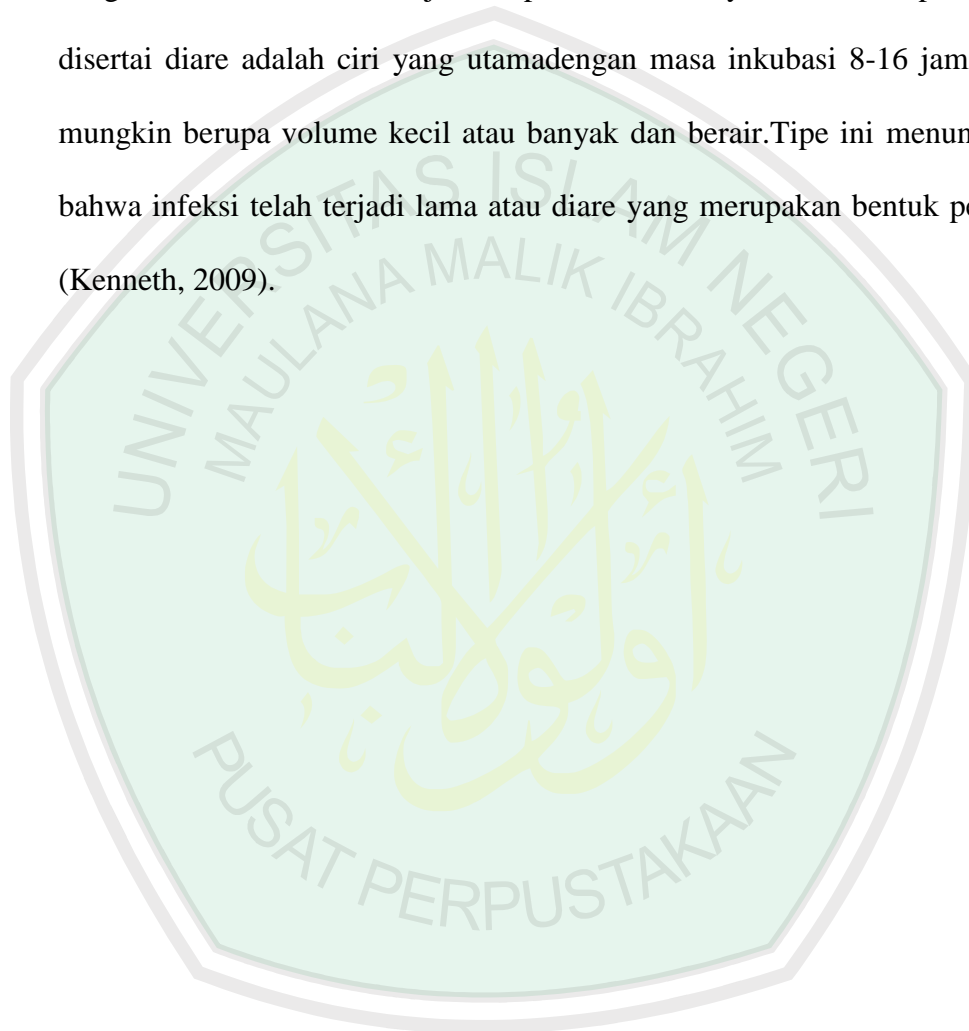 disertai diare adalah ciri yang utamadengan masa inkubasi 8-16 jam
mungkin berupa volume kecil atau banyak dan berair.Tipe ini menun
bahwa infeksi telah terjadi lama atau diare yang merupakan bentuk pe
(Kenneth, 2009).
UNIVERSITAS ISLAM NEGERI
MAULANA MALIK IBRAHIM
أولوا الألباب
PUSAT PERPUSTAKAAN